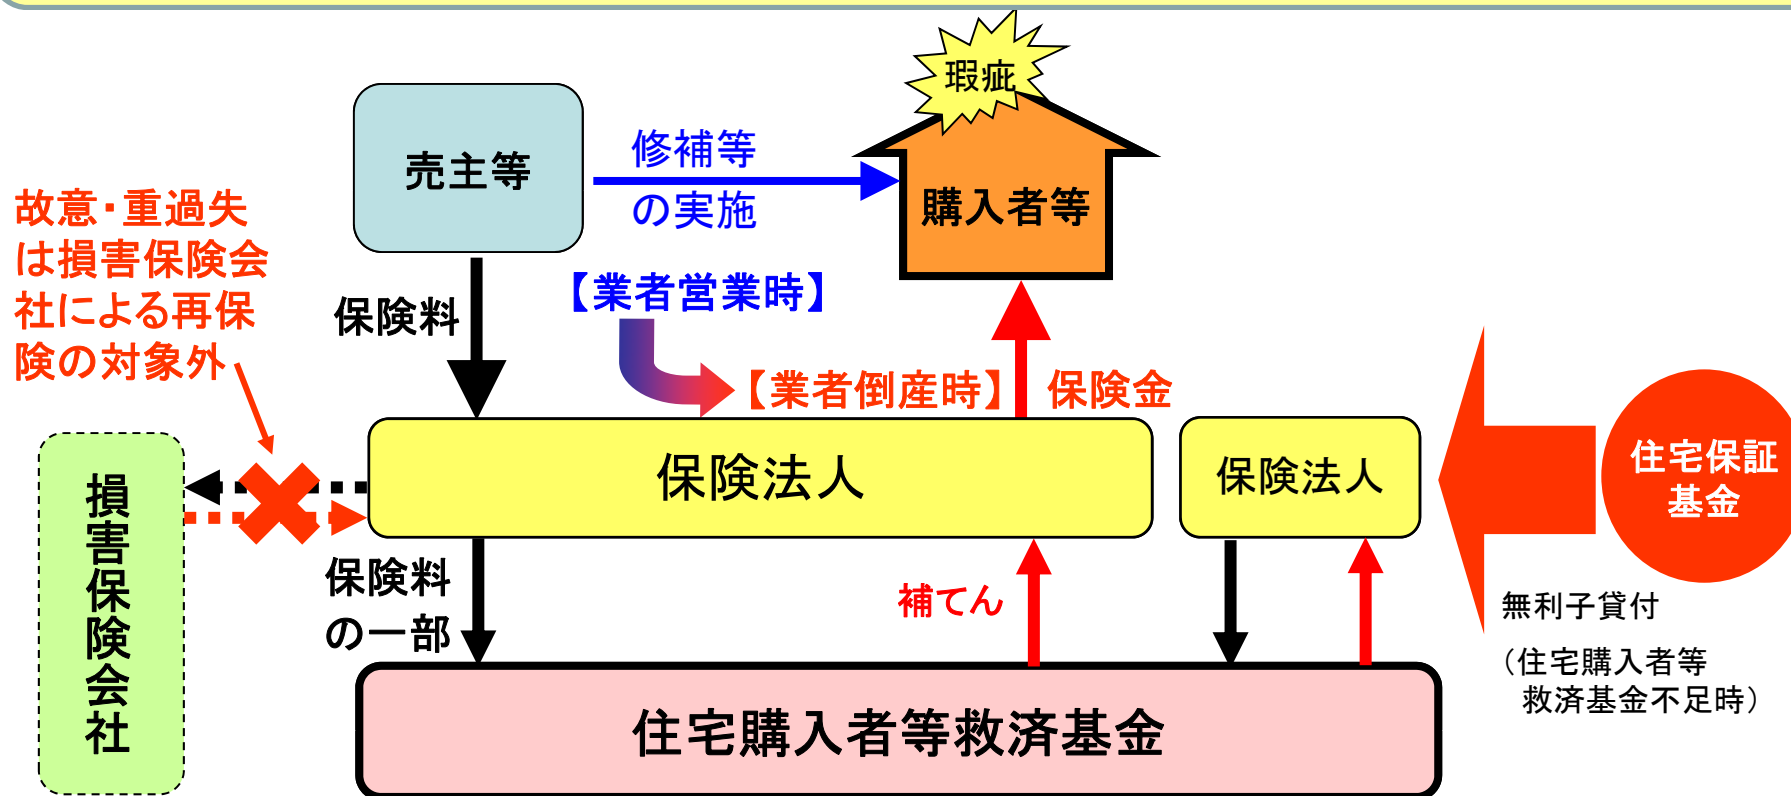 瑕疵
売主等
修補等
の実施
購入者等
故意・重過失
は損害保険会
社による再保
険の対象外
【業者営業時】
保険料
【業者倒産時】
保険金
保険法人
保険法人
住宅保証
基金
損害保険会社
保険料
の一部
補てん
無利子貸付
（住宅購入者等
救済基金不足時）
住宅購入者等救済基金